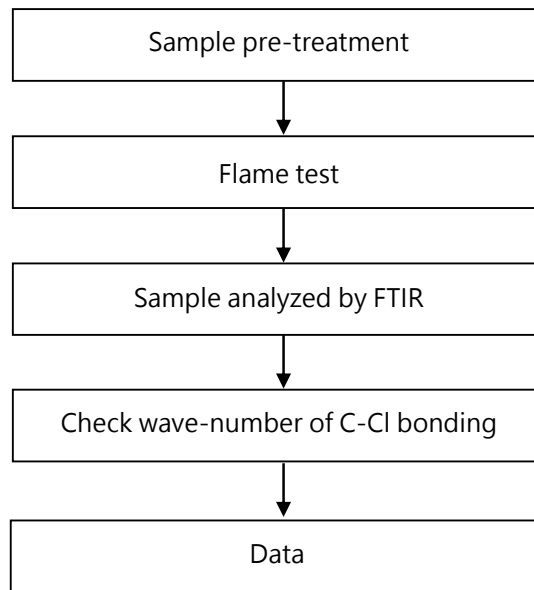 Sample pre-treatment
Flame test
Sample analyzed by FTIR
Check wave-number of C-Cl bonding
Data